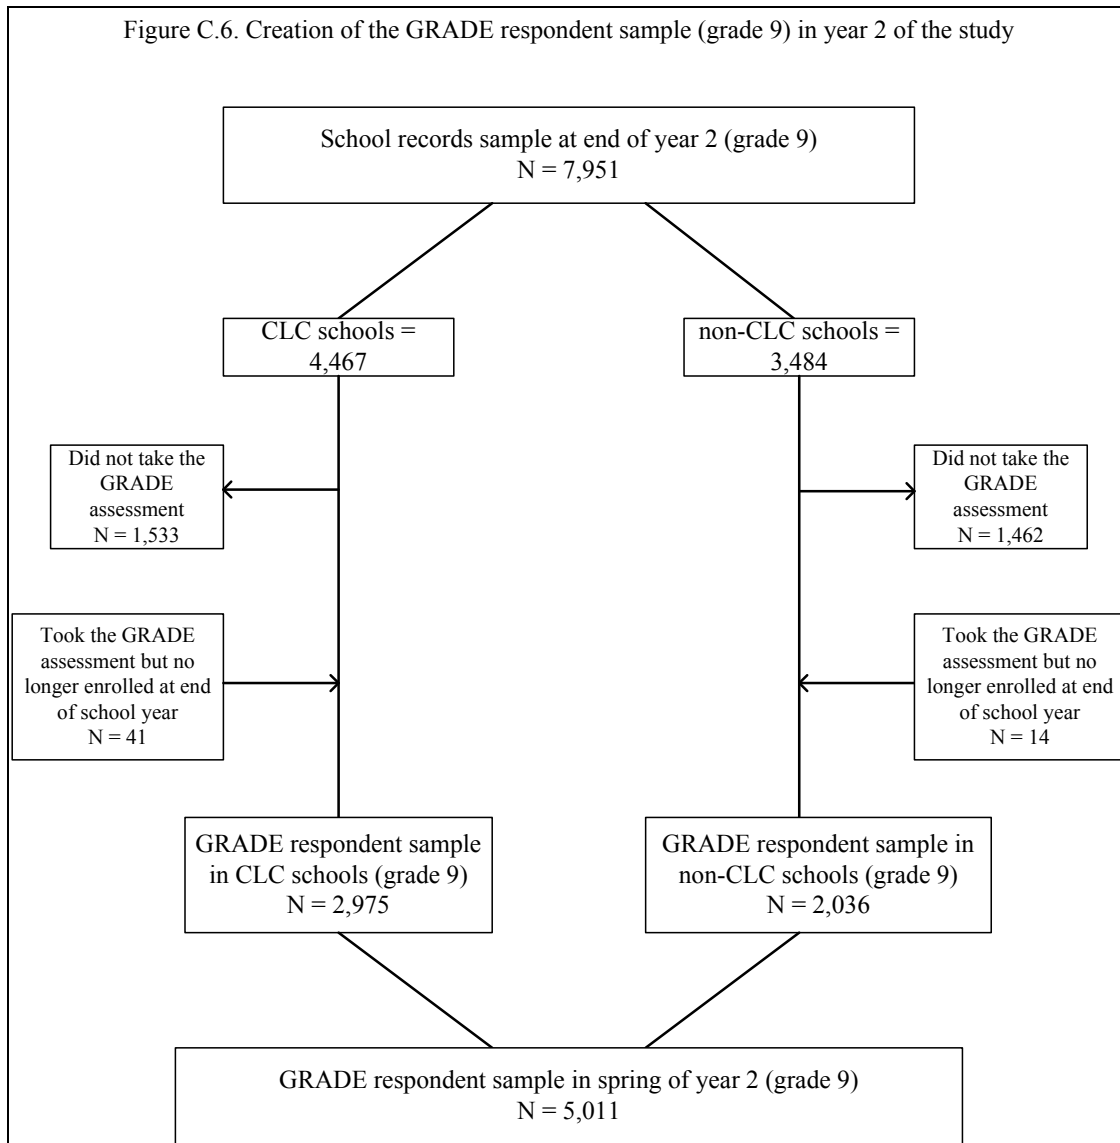 Figure C.6. Creation of the GRADE respondent sample (grade 9) in year 2 of the study
School records sample at end of year 2 (grade 9)
N = 7,951
CLC schools =
4,467
non-CLC schools =
3,484
Did not take the
GRADE
assessment
N = 1,533
Did not take the
GRADE
assessment
N = 1,462
Took the GRADE
assessment but no
longer enrolled at end
of school year
N = 41
Took the GRADE
assessment but no
longer enrolled at end
of school year
N = 14
GRADE respondent sample
in CLC schools (grade 9)
N = 2,975
GRADE respondent sample in
non-CLC schools (grade 9)
N = 2,036
GRADE respondent sample in spring of year 2 (grade 9)
N = 5,011